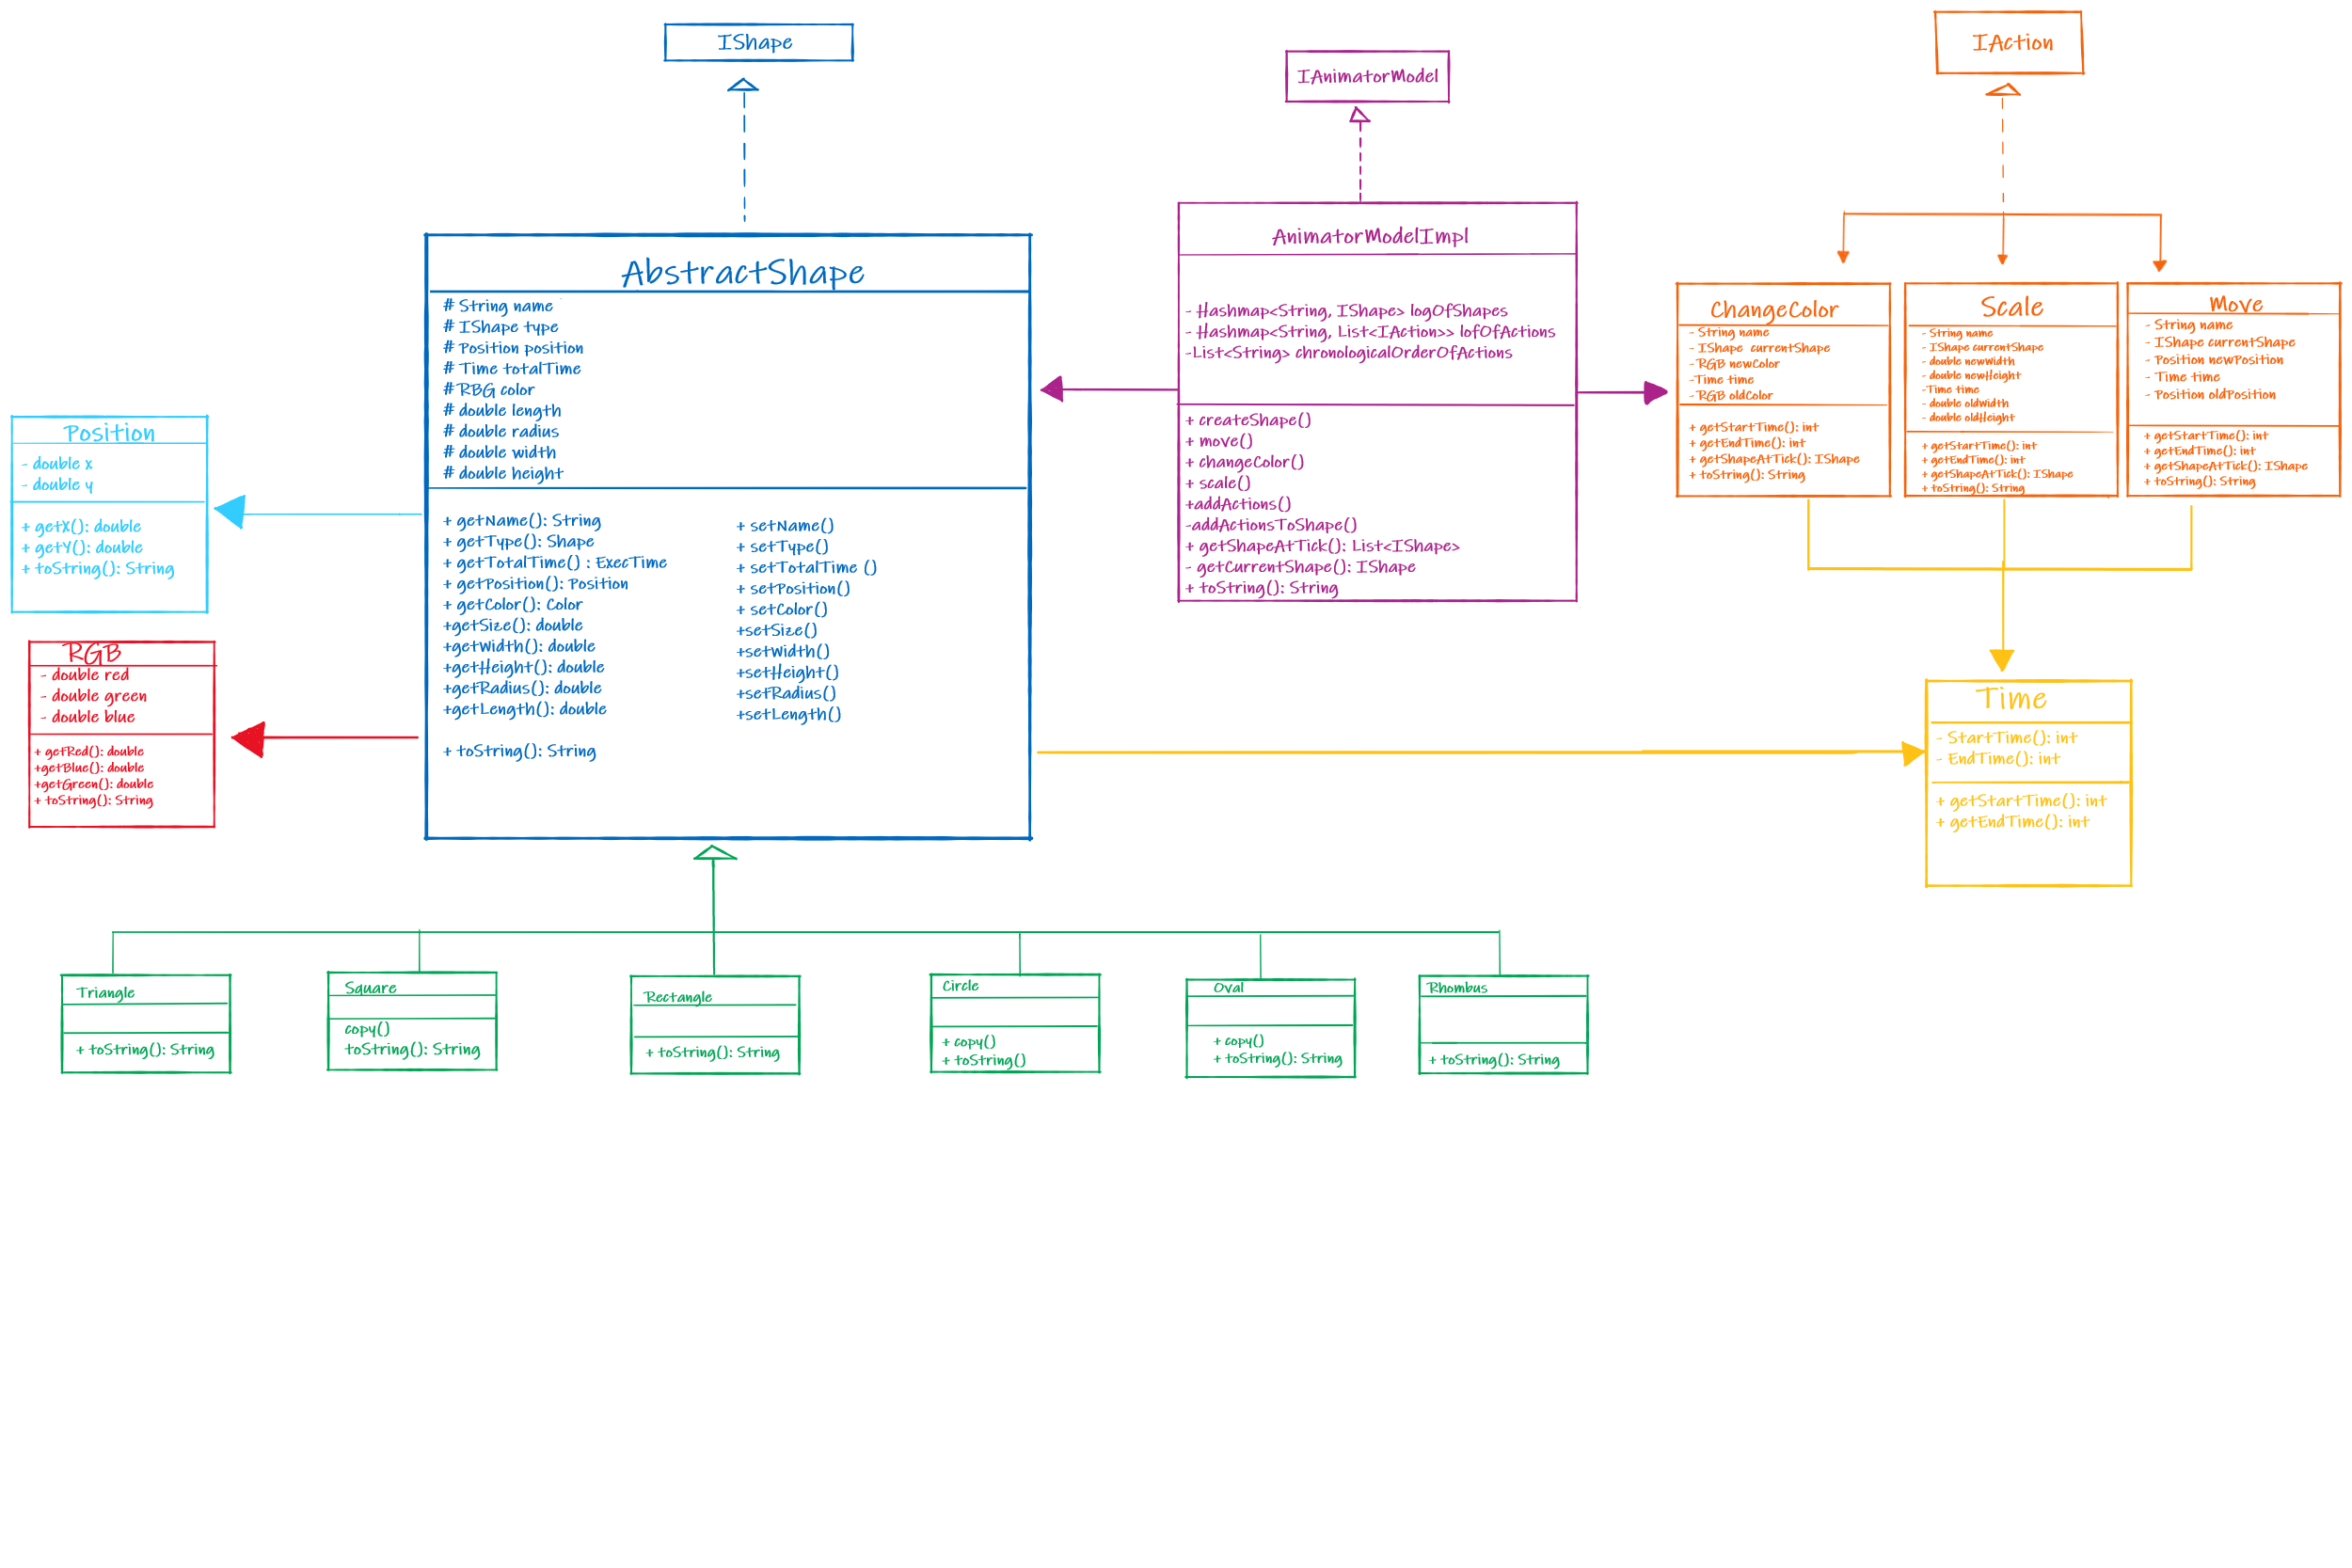 IShape
IAnimatorModel
IAction
AbstractShape
# String name
# IShape type
# Position position
# Time totalTime
#RBG color
# double length
# double radius
# double width
# double height
+ getName(): String
+ getType(): Shape
+ getTotalTime() : ExecTime
+ getPosition(): Position
+ getColor(): Color
+getSize(): double
+getWidth(): double
+getHeight(): double
+getRadius(): double
+getLength(): double
+ toString(): String
+ setName()
+ setType()
+ setTotalTime ()
+ setPosition()
+ setColor()
+setSize()
+setWidth()
+setHeight()
+setRadius()
+setLength()
AnimatorModelImpl
- Hashmap<String, IShape> logOfShapes
- Hashmap<String, List<IAction>> lofOfActions
-List<String> chronologicalOrderOfActions
+ createShape()
+ move()
+ changeColor()
+ scale()
+addActions()
-addActionsToShape()
+ getShapeAtTick(): List<IShape>
- getCurrentShape(): IShape
+ toString(): String
ChangeColor
- String name
- IShape currentShape
-RGB newColor
-Time time
-RGB oldColor
+ getStartTime(): int
+ getEndTime(): int
+ getShapeAtTick(): IShape
+ toString(): String
Scale
- String name
- IShape currentShape
- double newWidth
- double newHeight
-Time time
- double oldWidth
- double oldHeight
+ getStartTime(): int
+ getEndTime(): int
+ getShapeAtTick(): IShape
+ toString(): String
Move
- String name
- IShape currentShape
- Position newPosition
- Time time
- Position oldPosition
+ getStartTime(): int
+ getEndTime(): int
+ getShapeAtTick(): IShape
+ toString(): String
Position
- double x
- double y
+ getX(): double
+ getY(): double
+ toString(): String
RGB
- double red
- double green
- double blue
+ getRed(): double
+getBlue(): double
+getGreen(): double
+ toString(): String
Time
- StartTime(): int
- EndTime(): int
+ getStartTime(): int
+ getEndTime(): int
Triangle
+ toString(): String
Square
copy()
toString(): String
Rectangle
+ toString(): String
Circle
+ copy()
+ toString()
Oval
+ copy()
+ toString(): String
Rhombus
+ toString(): String